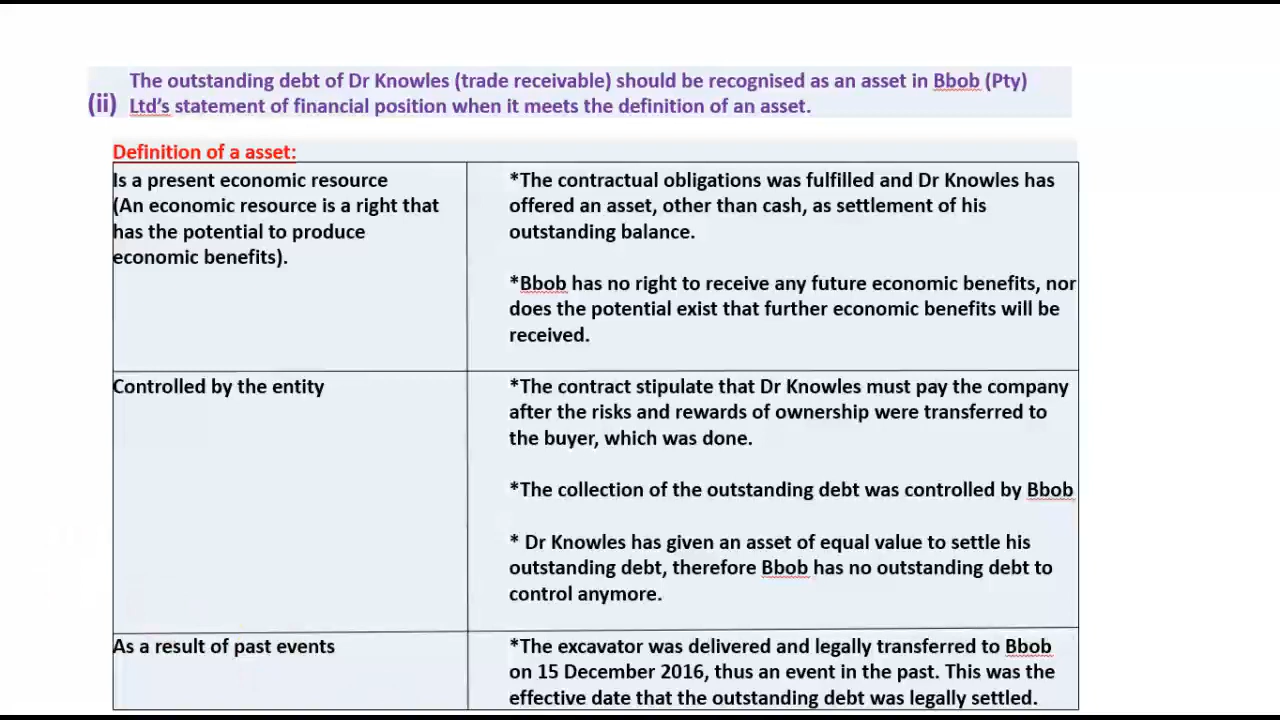 The outstanding debt of Dr Knowles (trade receivable) should be recognised as an asset in Bbob (Pty)
(ii) Ltd's statement of financial position when it meets the definition of an asset.
Definition of a asset:
Is a present economic resource
(An economic resource is a right that
has the potential to produce
economic benefits).
*The contractual obligations was fulfilled and Dr Knowles has
offered an asset, other than cash, as settlement of his
outstanding balance.
*Bbob has no right to receive any future economic benefits, nor
does the potential exist that further economic benefits will be
received.
Controlled by the entity
*The contract stipulate that Dr Knowles must pay the company
after the risks and rewards of ownership were transferred to
the buyer, which was done.
*The collection of the outstanding debt was controlled by Bbob
* Dr Knowles has given an asset of equal value to settle his
outstanding debt, therefore Bbob has no outstanding debt to
control anymore.
As a result of past events
*The excavator was delivered and legally transferred to Bbob
on 15 December 2016, thus an event in the past. This was the
effective date that the outstanding debt was legally settled.